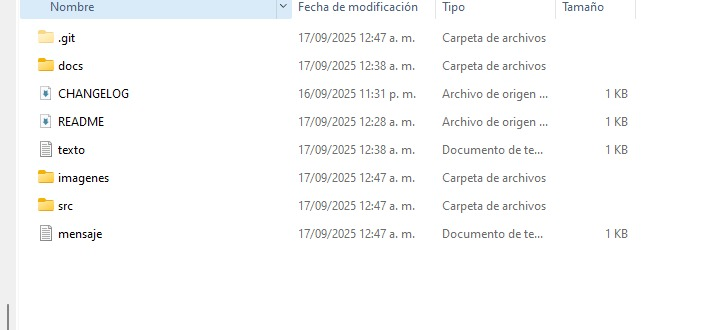 Nombre Fecha de modificación Tipo Tamaño
.git 17/09/2025 12:47 a. m. Carpeta de archivos
docs 17/09/2025 12:38 a. m. Carpeta de archivos
CHANGELOG 16/09/2025 11:31 p. m. Archivo de origen ... 1 KB
README 17/09/2025 12:28 a. m. Archivo de origen ... 1 KB
texto 17/09/2025 12:38 a. m. Documento de te... 1 KB
imagenes 17/09/2025 12:47 a. m. Carpeta de archivos
src 17/09/2025 12:47 a. m. Carpeta de archivos
mensaje 17/09/2025 12:47 a. m. Documento de te... 1 KB